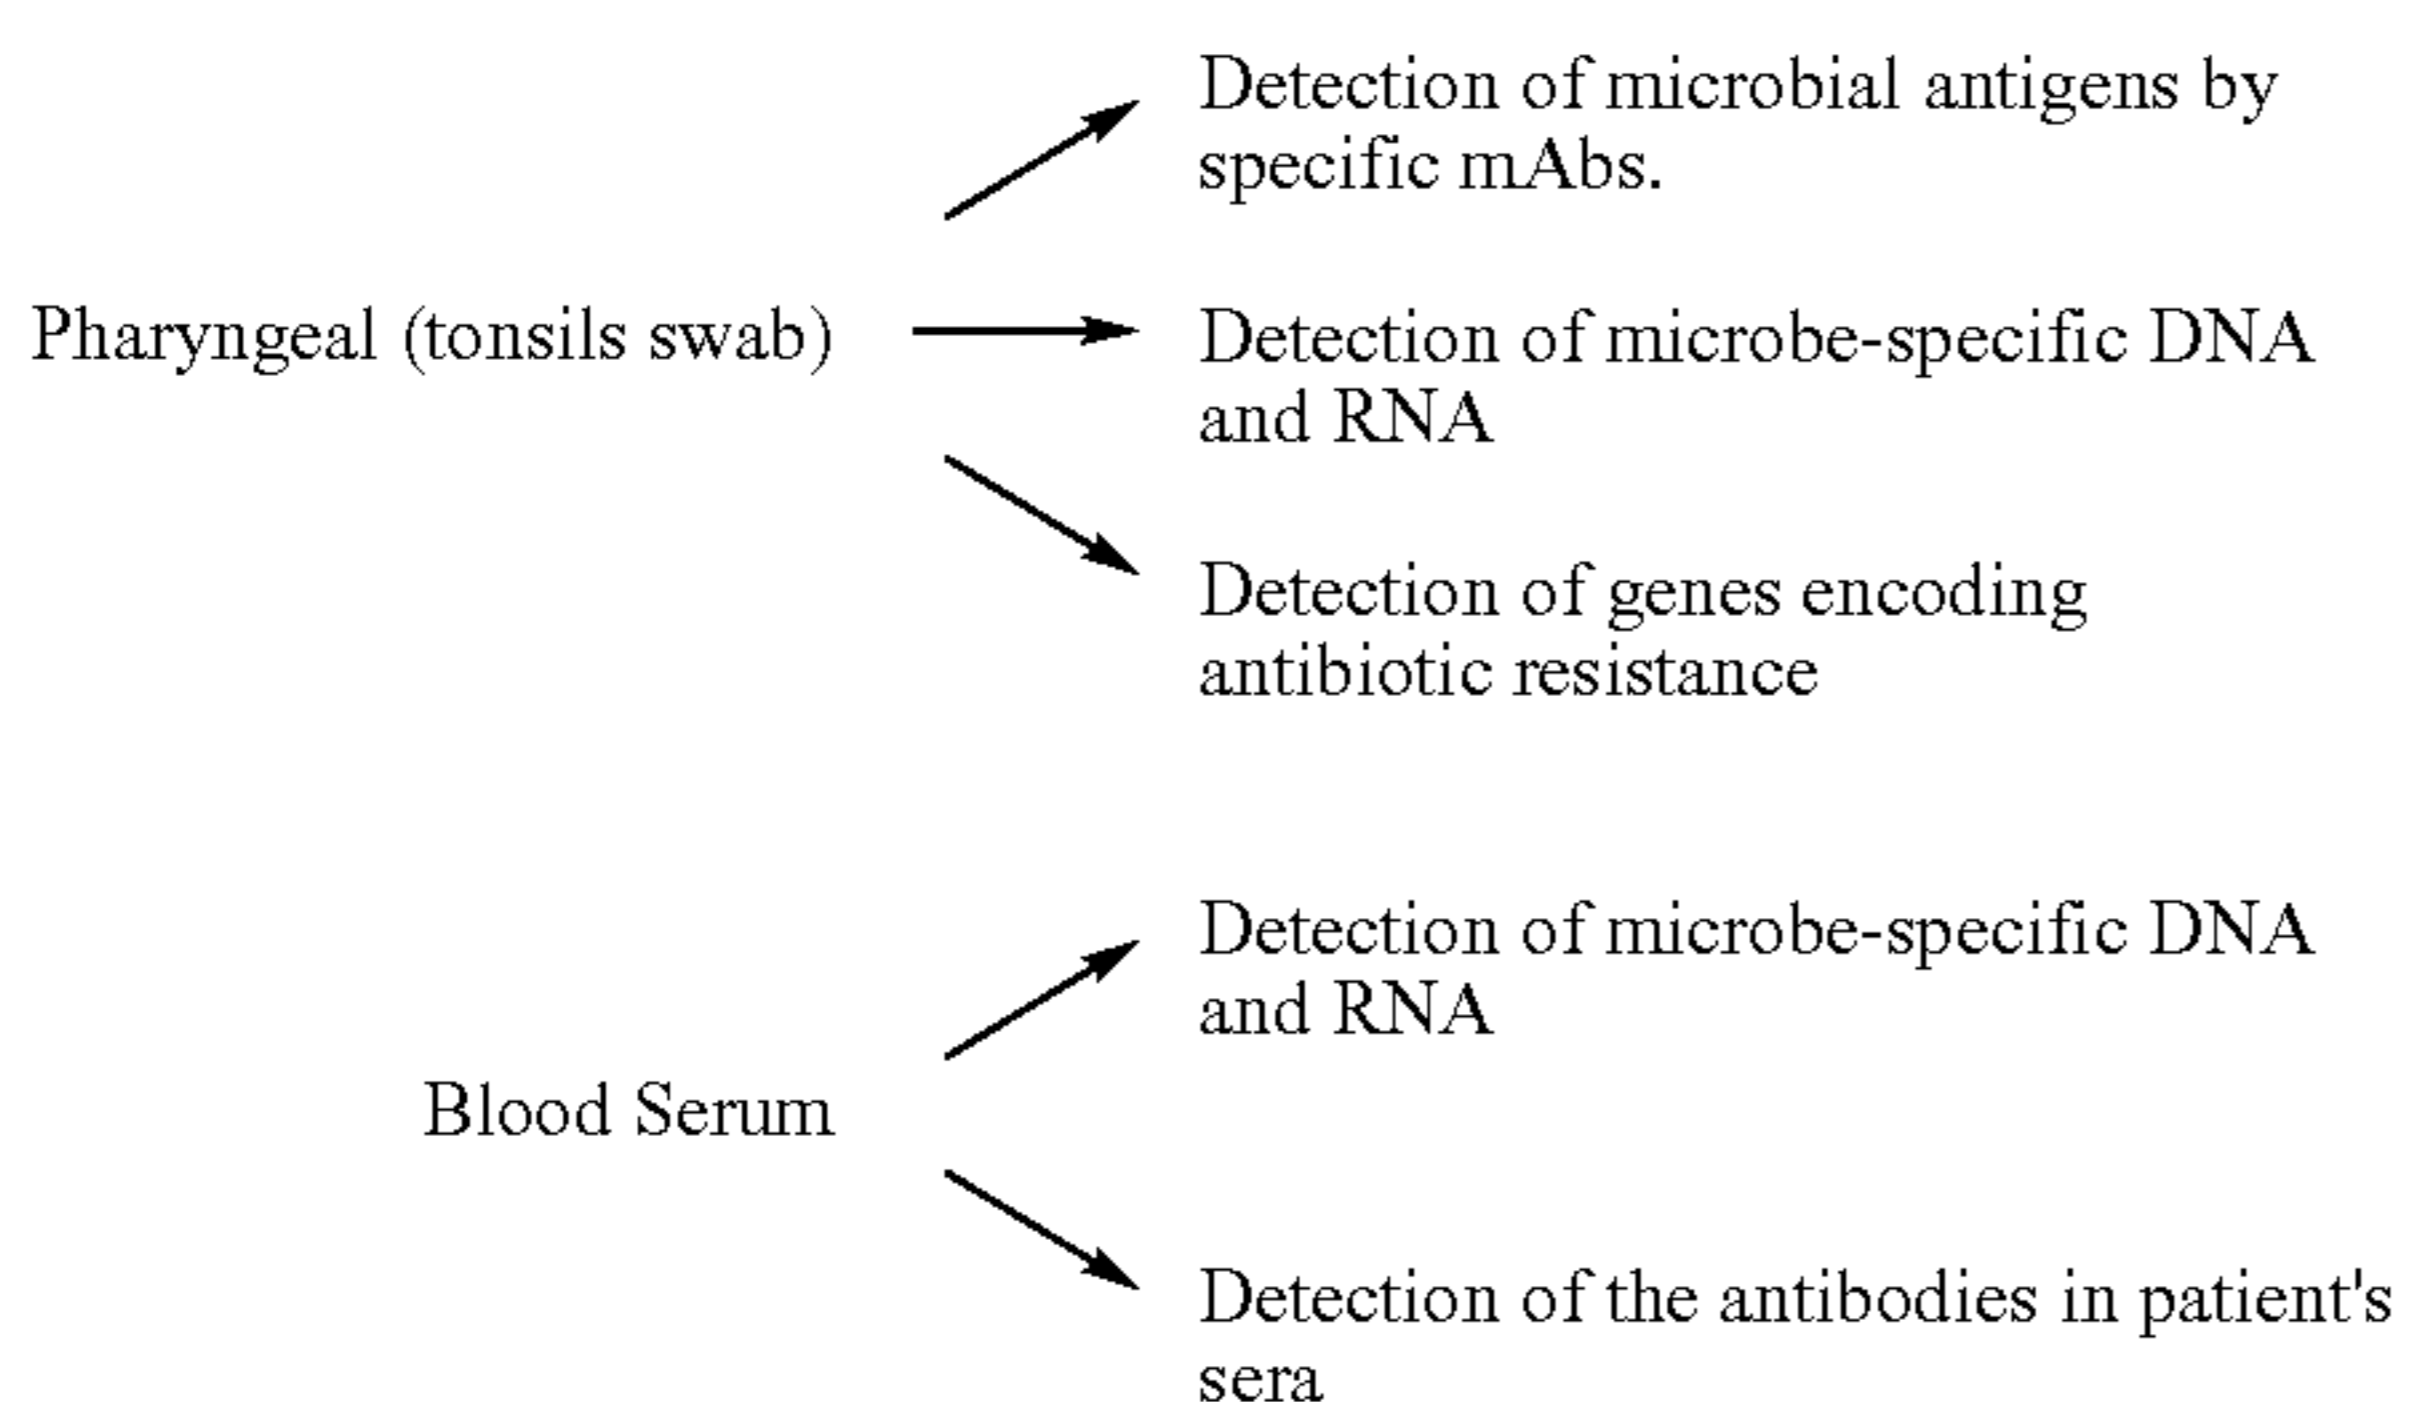 Detection of microbial antigens by
specific mAbs.
Pharyngeal (tonsils swab)
Detection of microbe-specific DNA
and RNA
Detection of genes encoding
antibiotic resistance
Detection of microbe-specific DNA
and RNA
Blood Serum
Detection of the antibodies in patient's
sera